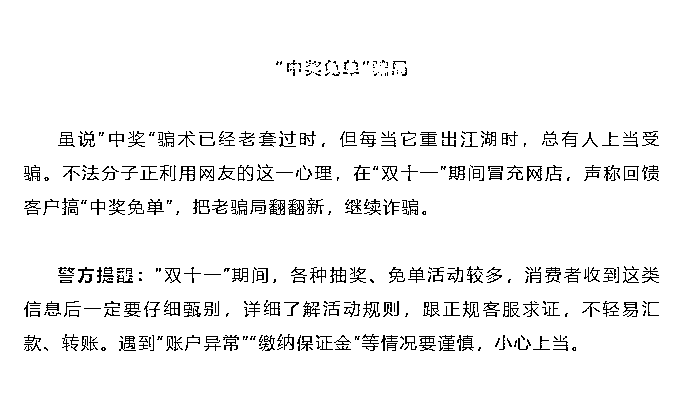 “中奖免单”骗局
虽说”中奖“骗术已经老套过时，但每当它重出江湖时，总有人上当受
骗。不法分子正利用网友的这一心理，在“双十一”期间冒充网店，声称回馈
客户搞“中奖免单”，把老骗局翻翻新，继续诈骗。
警方提醒：”双十一”期间，各种抽奖、免单活动较多，消费者收到这类
信息后一定要仔细甄别，详细了解活动规则，跟正规客服求证，不轻易汇
款、转账。遇到”账户异常”“缴纳保证金”等情况要谨慎，小心上当。